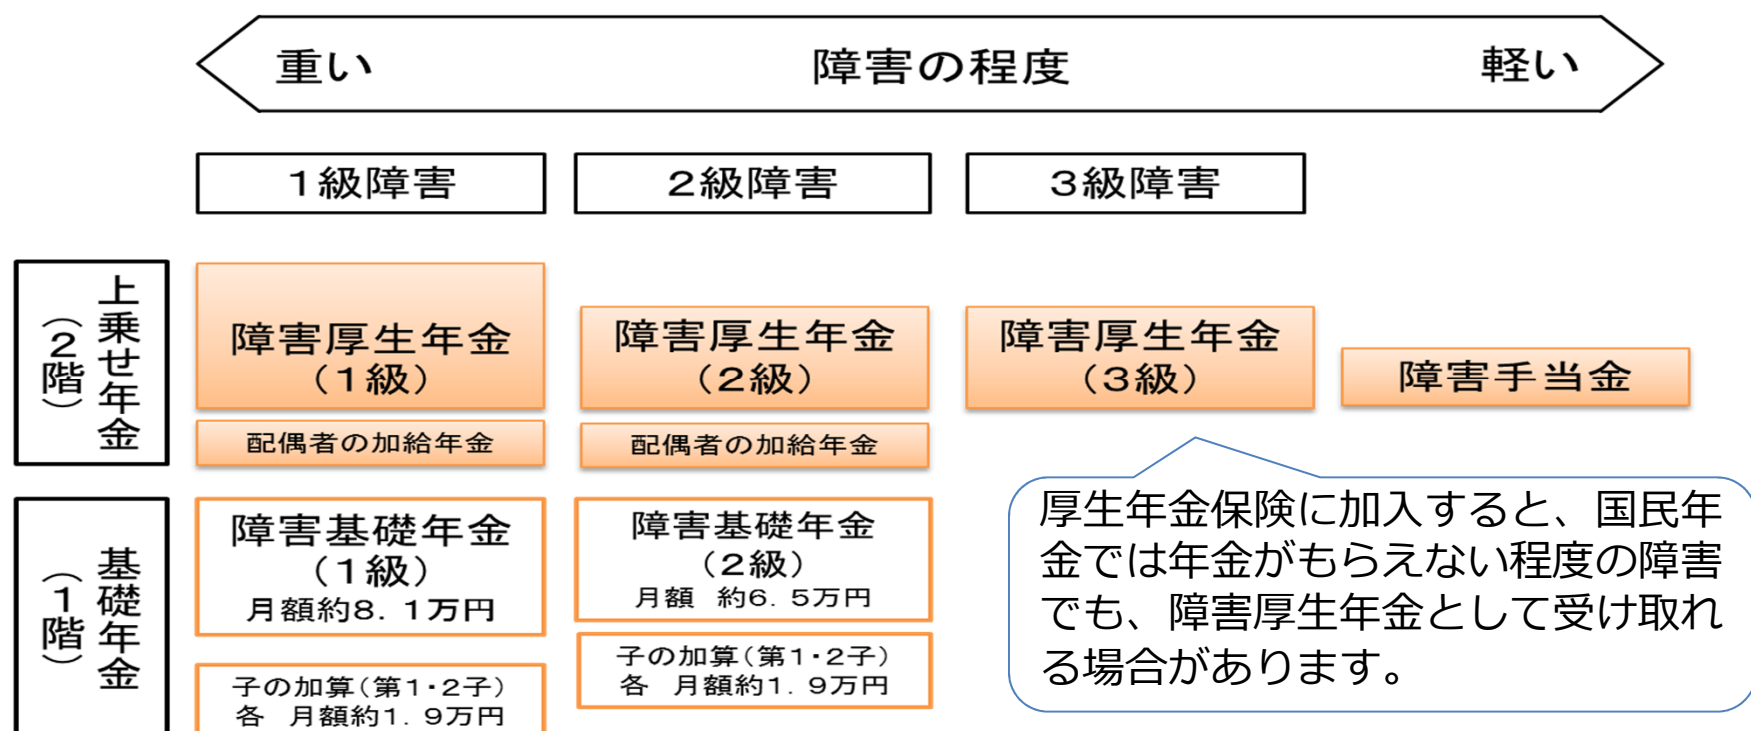 重い 障害の程度 軽い
1級障害 2級障害 3級障害
上乗せ年金
（2階）
障害厚生年金
（1級）
配偶者の加給年金
障害厚生年金
（2級）
配偶者の加給年金
障害厚生年金
（3級）
障害手当金
基礎年金
（1階）
障害基礎年金
（1級）
月額約8．1万円
子の加算（第1・2子）
各　月額約1．9万円
障害基礎年金
（2級）
月額　約6．5万円
子の加算（第1・2子）
各　月額約1．9万円
厚生年金保険に加入すると、国民年
金では年金がもらえない程度の障害
でも、障害厚生年金として受け取れ
る場合があります。